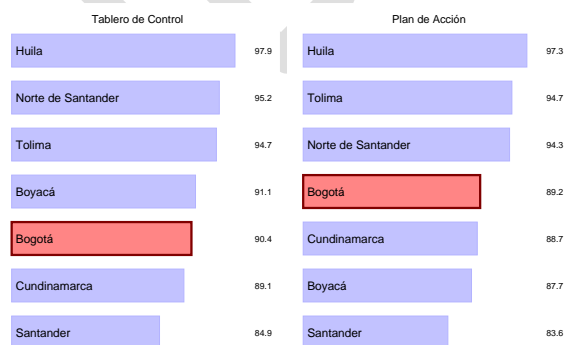 Tablero de Control
Huila 97.9
Norte de Santander 95.2
Tolima 94.7
Boyacá 91.1
Bogotá 90.4
Cundinamarca 89.1
Santander 84.9
Plan de Acción
Huila 97.3
Tolima 94.7
Norte de Santander 94.3
Bogotá 89.2
Cundinamarca 88.7
Boyacá 87.7
Santander 83.6